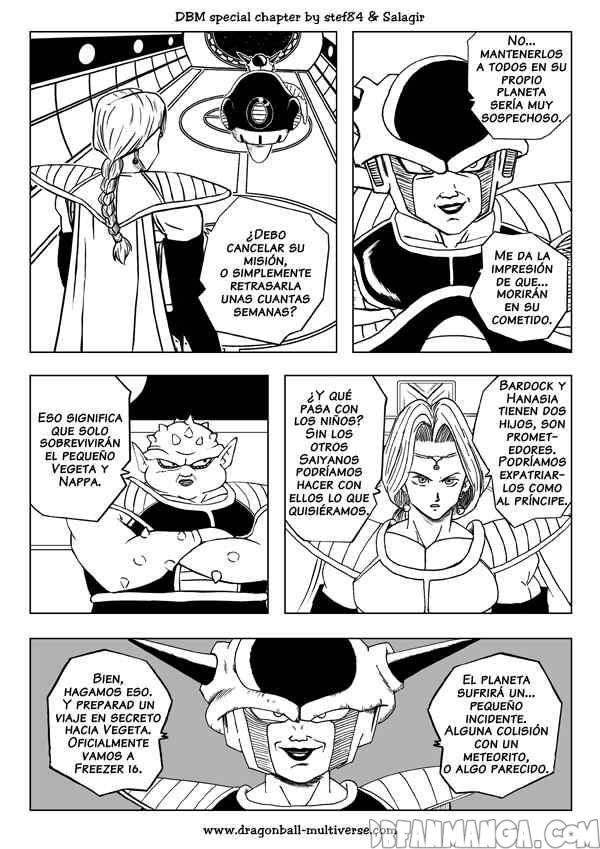 DBM special chapter by stef84 & Salagir
¿Debo
cancelar su
misión,
o simplemente
retrasarla
unas cuantas
semanas?
No...
mantenerlos
a todos en su
propio
planeta
sería muy
sospechoso.
Me da la
impresión
de que...
morirán
en su
cometido.
Eso significa
que solo
sobrevivirán
el pequeño
Vegeta y
Nappa.
¿Y qué
pasa con
los niños?
Sin los
otros
Saiyanos
podríamos
hacer con
ellos lo que
quisiéramos.
Bardock y
Hanasia
tienen dos
hijos, son
promet-
edores.
Podríamos
expatriar-
los como
al príncipe.
Bien,
hagamos eso.
Y preparad un
viaje en secreto
hacia Vegeta.
Oficialmente
vamos a
Freezer 16.
El planeta
sufrirá un...
pequeño
incidente.
Alguna colisión
con un
meteorito,
o algo parecido.
www.dragonball-multiverse.com
DBFANMANGA.COM